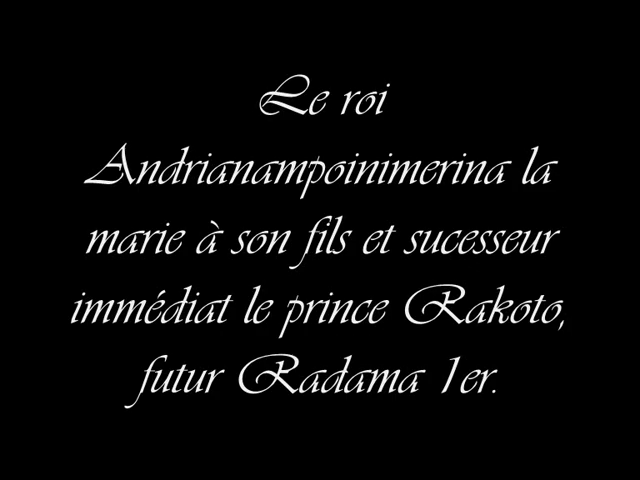 Le roi
Andrianampoinimerina la
marie à son fils et sucesseur
immédiat le prince Rakoto,
futur Radama 1er.